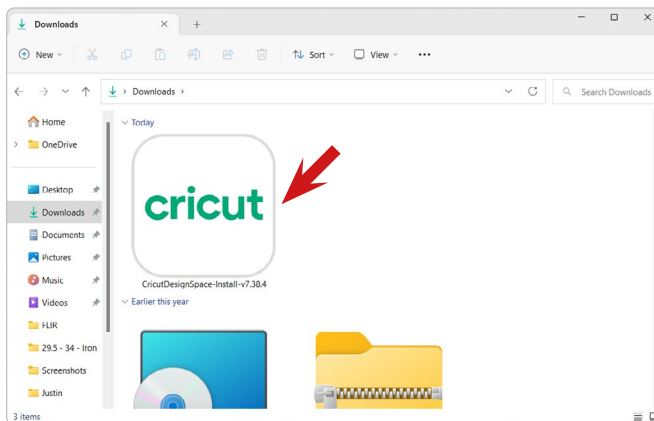 Downloads
New
Sort
View
Downloads
Search Downloads
Home
OneDrive
Desktop
Downloads
Documents
Pictures
Music
Videos
FLIR
29.5 - 34 - Iron
Screenshots
Justin
Today
cricut
CricutDesignSpace-Install-v7.38.4
Earlier this year
3 items